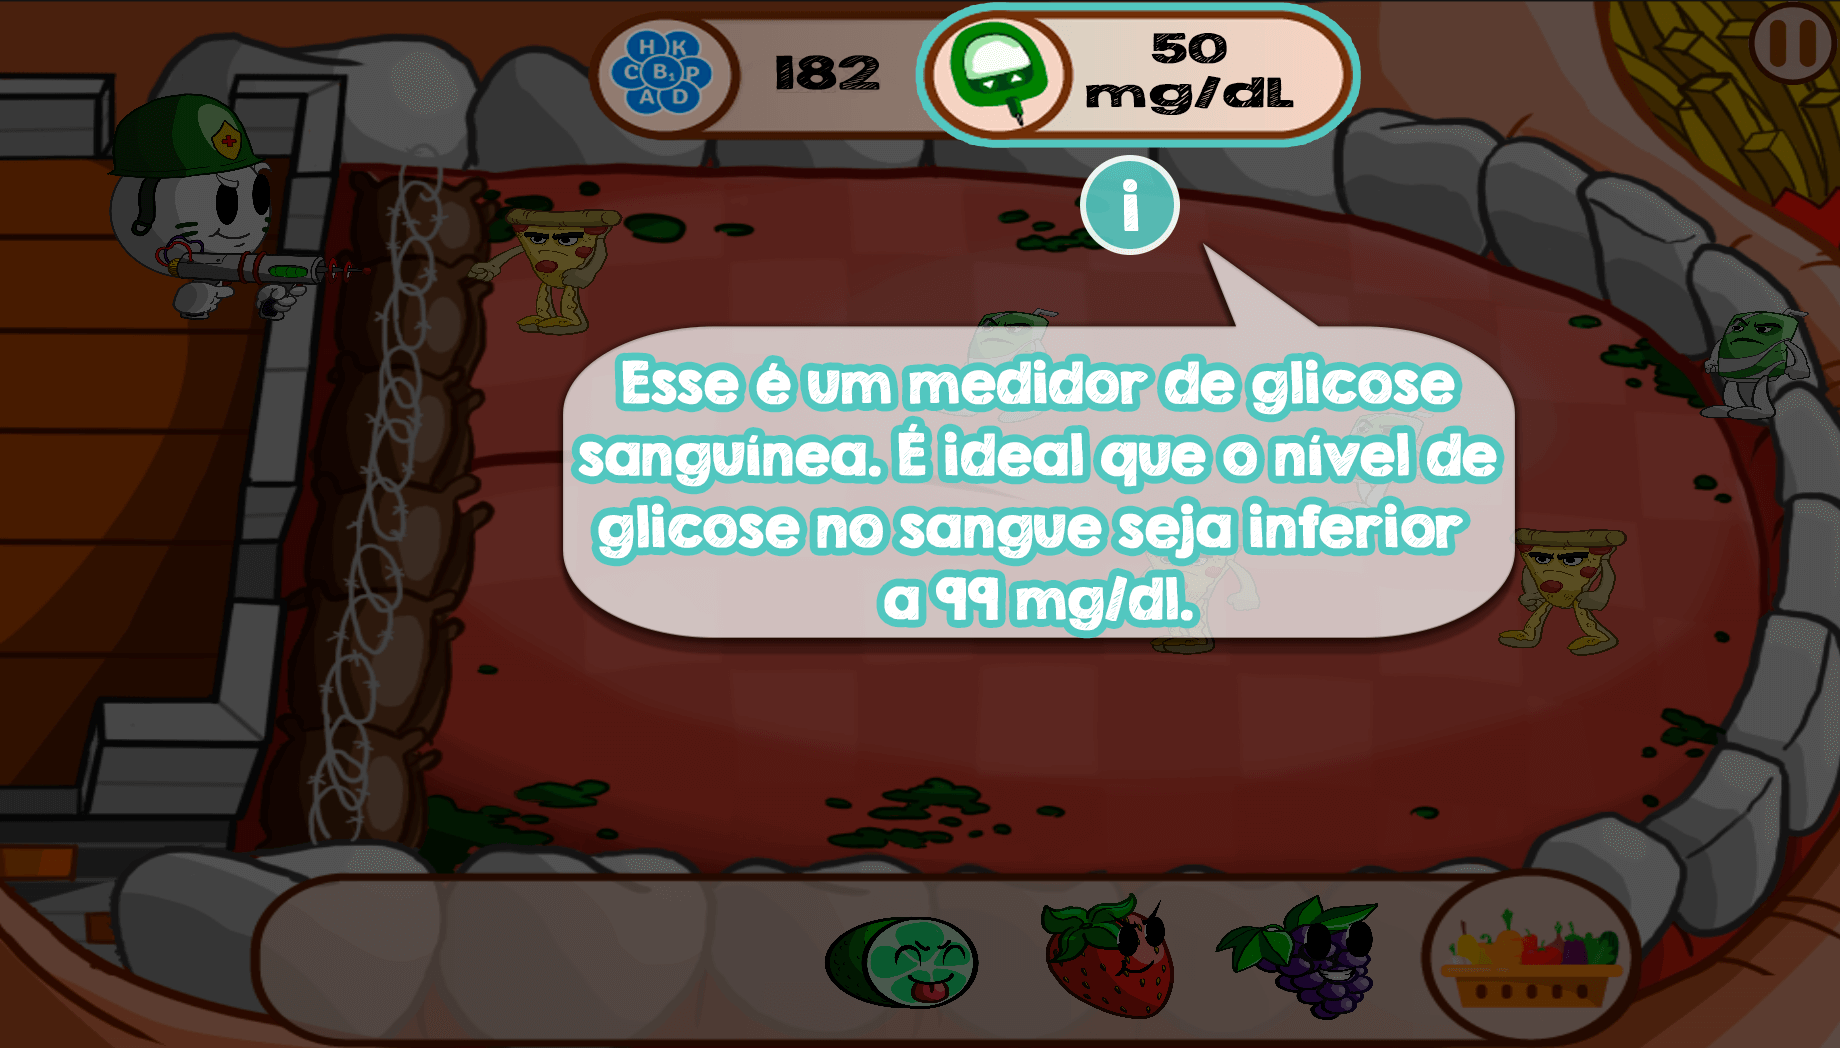 H K
C B₁ P
A D
182
50
mg/dL
i
Esse é um medidor de glicose
sanguínea. É ideal que o nível de
glicose no sangue seja inferior
a 99 mg/dl.